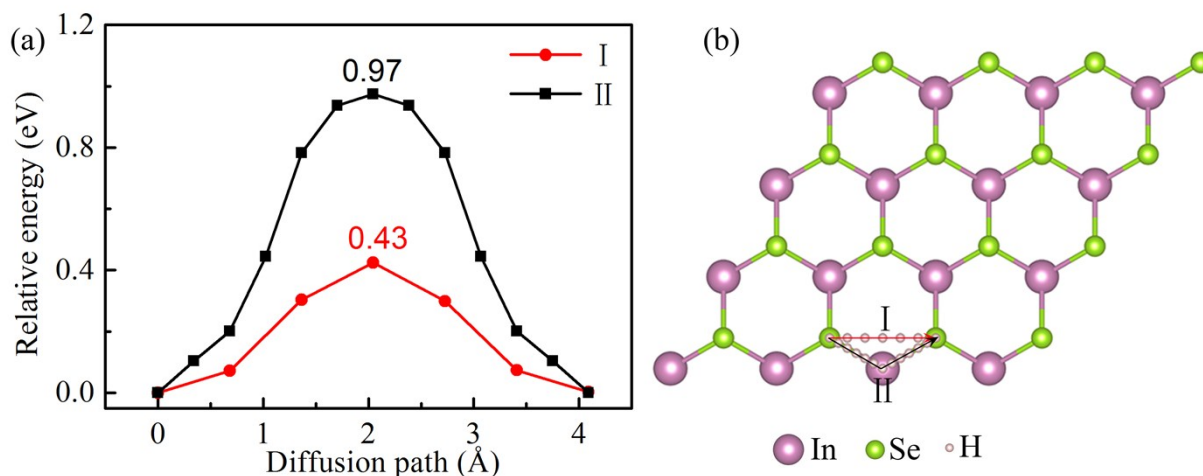 (a)
1.2
0.8
0.4
0.0
Relative energy (eV)
0.97
0.43
I
II
0 1 2 3 4
Diffusion path (Å)
(b)
I
II
In Se H